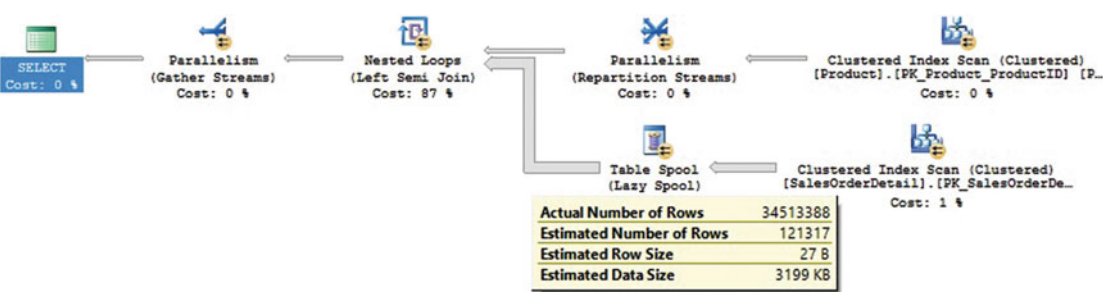 SELECT
Cost: 0 %
Parallelism
(Gather Streams)
Cost: 0 %
Nested Loops
(Left Semi Join)
Cost: 87 %
Parallelism
(Repartition Streams)
Cost: 0 %
Clustered Index Scan (Clustered)
[Product].[PK_Product_ProductID] [P…
Cost: 0 %
Table Spool
(Lazy Spool)
Clustered Index Scan (Clustered)
[SalesOrderDetail].[PK_SalesOrderDe…
Cost: 1 %
Actual Number of Rows 34513388
Estimated Number of Rows 121317
Estimated Row Size 27 B
Estimated Data Size 3199 KB